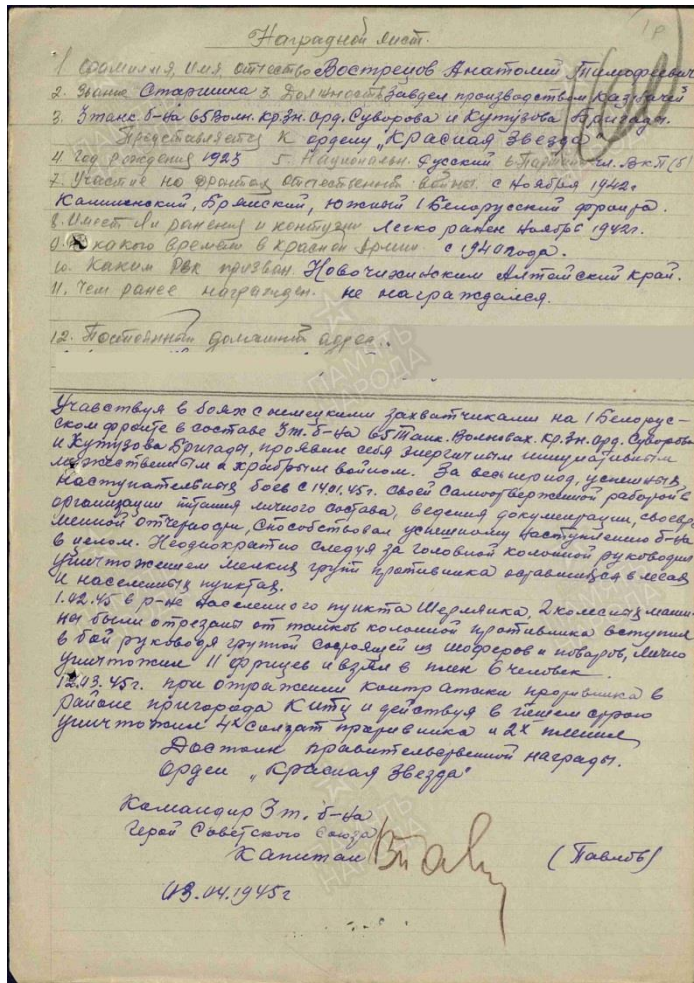 Наградной лист.
1. Фамилия, Имя, отчество Вострецов Анатолий Тимофеевич
2. Звание Старшина 3. Должность Завдел производством казначей
3 танк. б-на 65 Волн. Кр. Зн. орд. Суворова и Кутузова Бригады.
Представляется к ордену „Красная Звезда"
4. Год рождения 1923 5. Национальн. Русский 6. Партийн. чл. ВКП(б)
7. Участие на фронтах отечественной войны. с Ноября 1942г
Калининский, Брянский, Южный 1 Белорусский фронта.
8. Имеет ли ранения и контузии Легко ранен Ноябрь 1942г.
9. С какого времени в Красной Армии. с 1940 года.
10. Каким РВК призван. Новочихинским Алтайский край.
11. Чем ранее награжден. не награждался.
12. Постоянный домашний адрес..
Участвуя в боях с немецкими захватчиками на 1 Белорус-
ском фронте в составе 3 т. б-на 65 Танк. Волновах. Кр. Зн. орд. Суворова
и Кутузова Бригады, проявил себя энергичным инициативным
мужественным и храбрым войном. За весь период, успешных
наступательных боев с 14.01.45г. своей самоотверженной работой в
организации питания личного состава, ведения документации, своевр
менной отчетности, способствовал успешному наступлению б-на
в целом. Неоднократно следуя за головной колонной руководил
уничтожением мелких групп противника оставшихся в лесах
и населенных пунктах.
1.02.45 в р-не населенного пункта 2 колесных маши-
ны были отрезаны от танков колонной противника вступил
в бой руководя группой состоящей из шоферов и поваров, лично
уничтожил 11 фрицев и взял в плен 6 человек.
12.03.45г. при отражении контратаки противника в
районе пригорода Китц и действуя в пешем строю
уничтожил 4х солдат противника и 2х пленил
Достоин правительственной награды.
орден „Красная Звезда"
Командир 3 т. б-на
Герой Советского Союза
Капитан (Павлов)
03.04.1945г
ПАМЯТЬ
НАРОДА